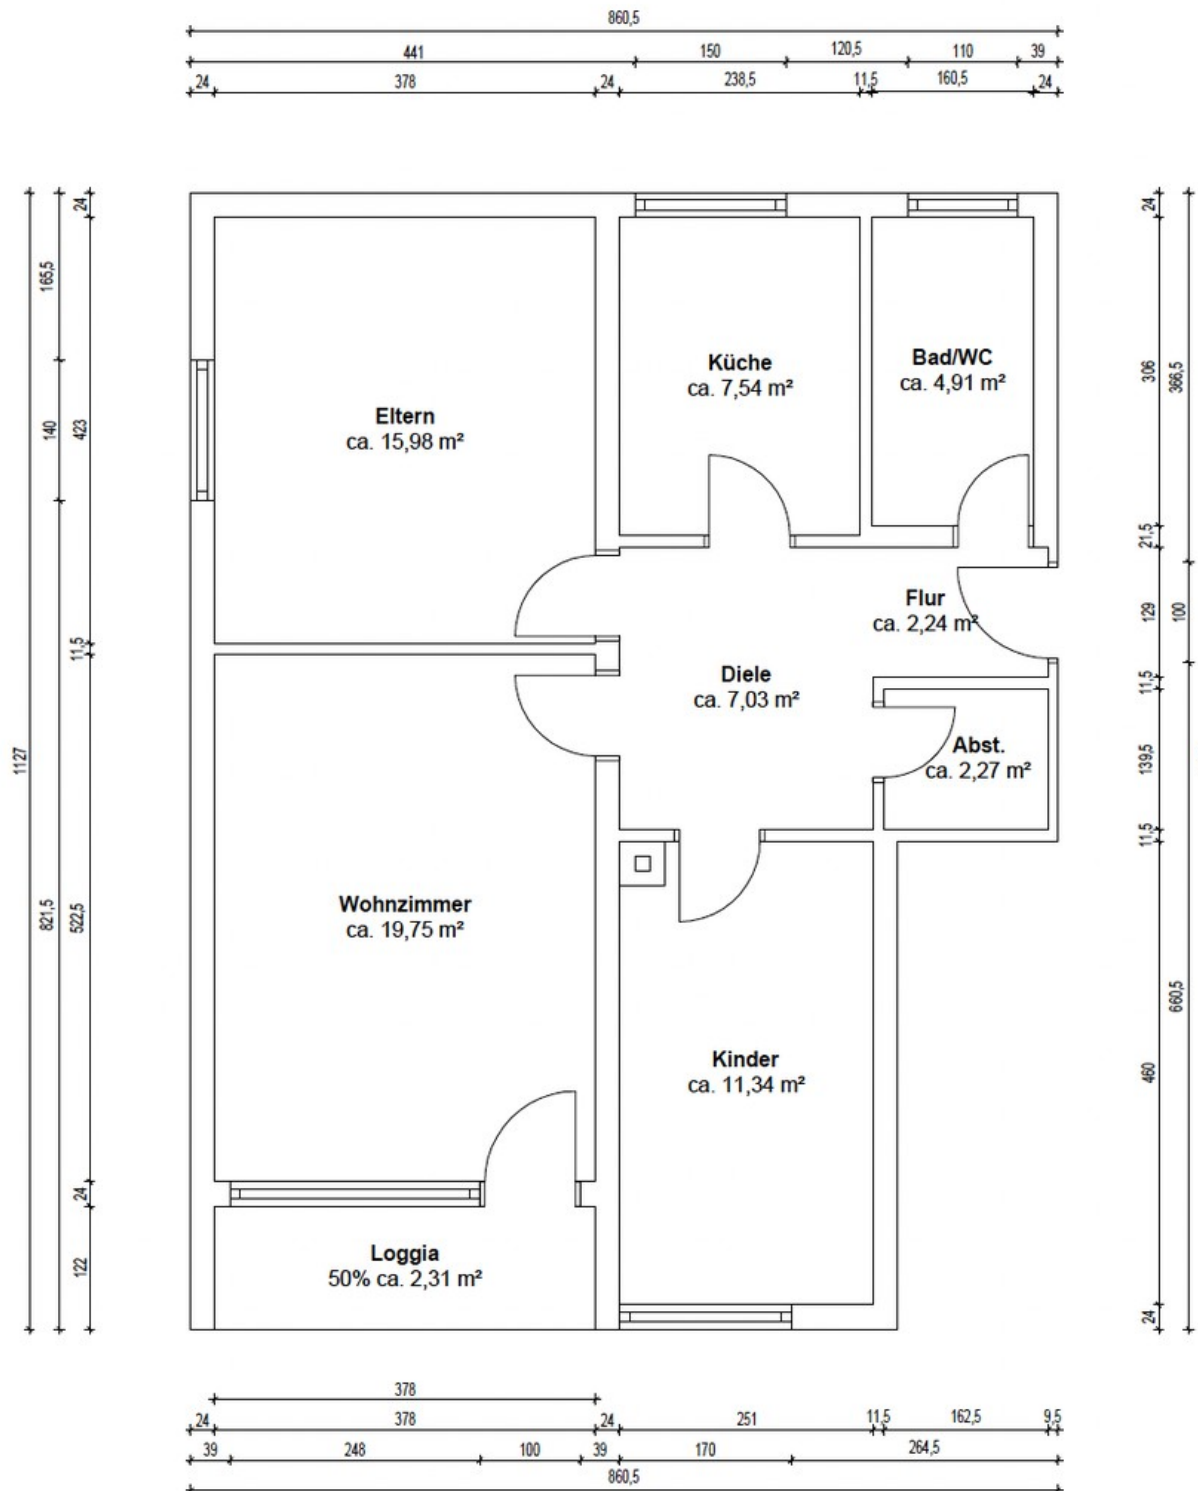 860,5
441 150 120,5 110 39
24 378 24 238,5 11,5 160,5 24
1127
165,5 140 821,5
24 423 11,5 522,5 24 122
24 306 21,5 129 11,5 139,5 11,5 460 24
366,5 100 660,5
Eltern
ca. 15,98 m²
Küche
ca. 7,54 m²
Bad/WC
ca. 4,91 m²
Flur
ca. 2,24 m²
Diele
ca. 7,03 m²
Abst.
ca. 2,27 m²
Wohnzimmer
ca. 19,75 m²
Kinder
ca. 11,34 m²
Loggia
50% ca. 2,31 m²
378
24 378 24 251 11,5 162,5 9,5
39 248 100 39 170 264,5
860,5